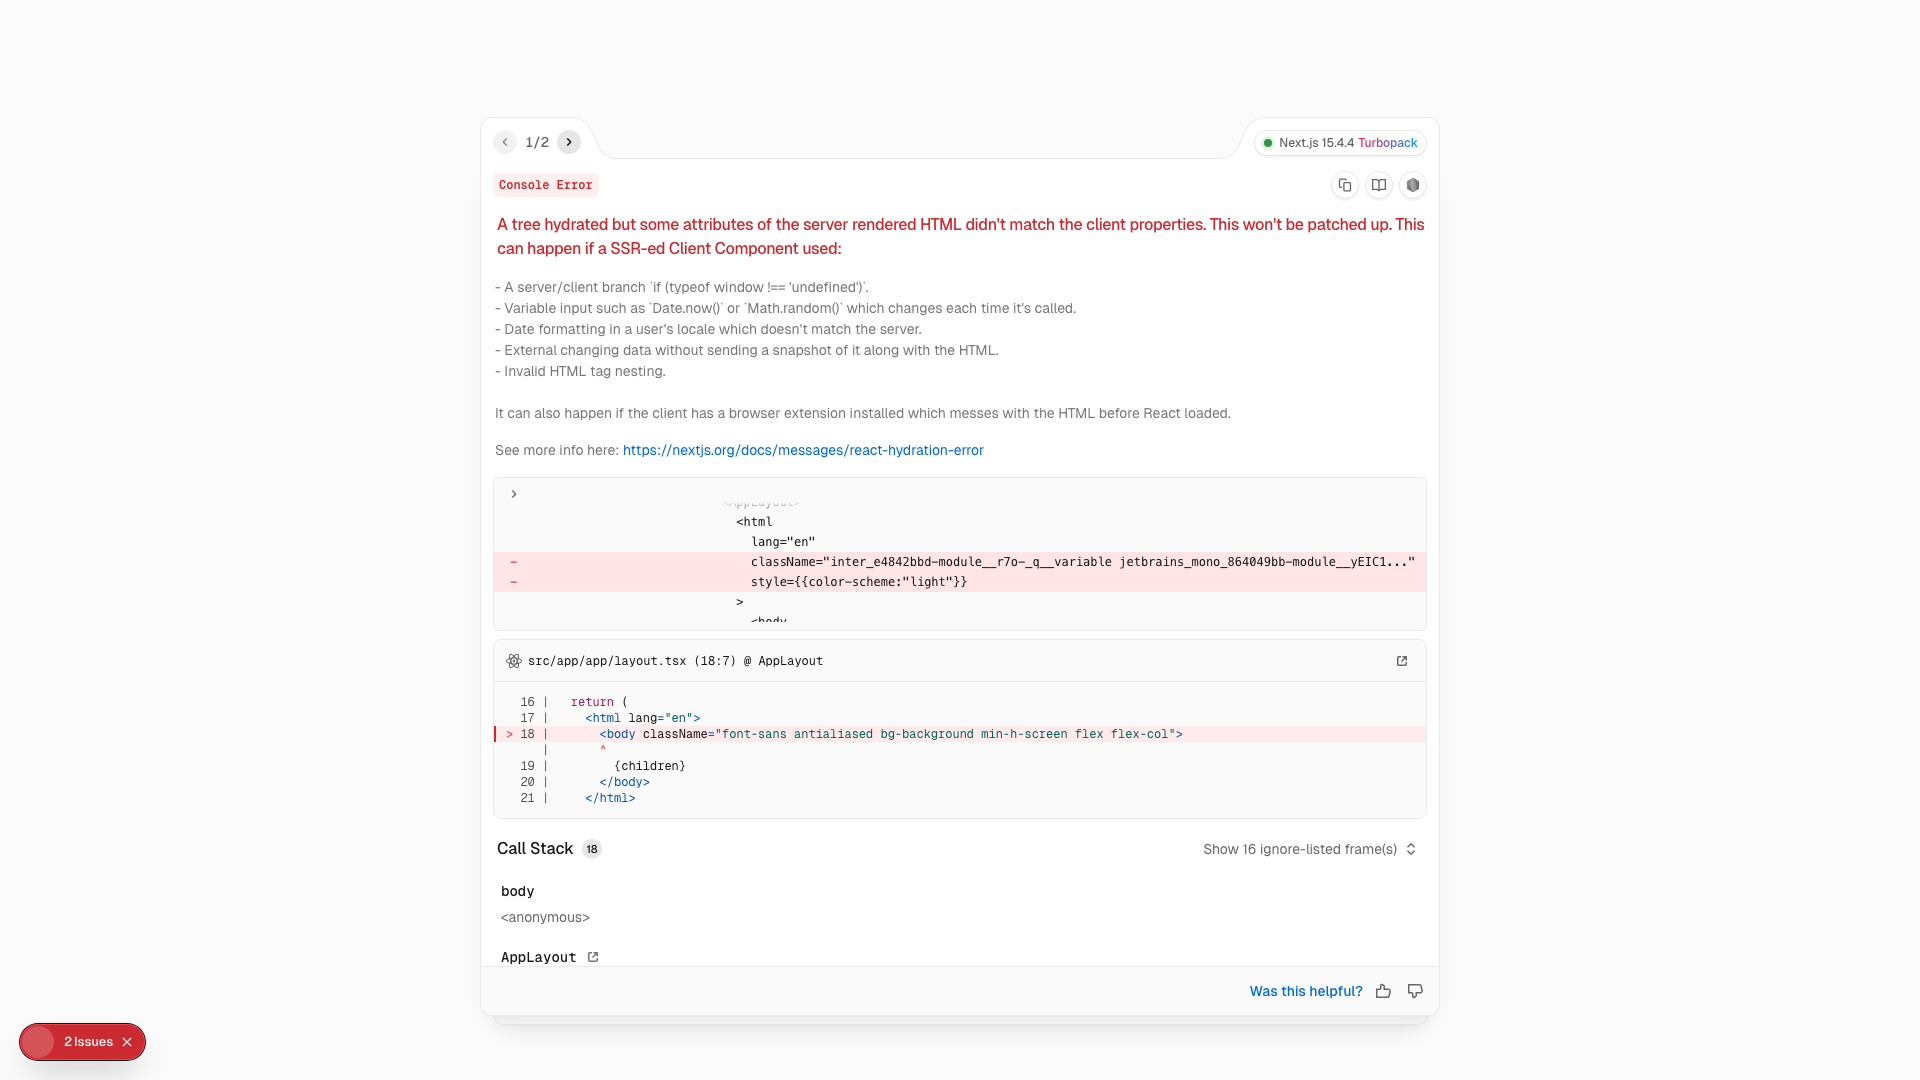 1/2
Next.js 15.4.4 Turbopack
Console Error
A tree hydrated but some attributes of the server rendered HTML didn't match the client properties. This won't be patched up. This
can happen if a SSR-ed Client Component used:
- A server/client branch `if (typeof window !== 'undefined')`.
- Variable input such as `Date.now()` or `Math.random()` which changes each time it's called.
- Date formatting in a user's locale which doesn't match the server.
- External changing data without sending a snapshot of it along with the HTML.
- Invalid HTML tag nesting.
It can also happen if the client has a browser extension installed which messes with the HTML before React loaded.
See more info here: https://nextjs.org/docs/messages/react-hydration-error
<AppLayout>
<html
lang="en"
- className="inter_e4842bbd-module__r7o-_q__variable jetbrains_mono_864049bb-module__yEIC1..."
- style={{color-scheme:"light"}}
>
<body
src/app/app/layout.tsx (18:7) @ AppLayout
16 | return (
17 | <html lang="en">
> 18 | <body className="font-sans antialiased bg-background min-h-screen flex flex-col">
| ^
19 | {children}
20 | </body>
21 | </html>
Call Stack 18
Show 16 ignore-listed frame(s)
body
<anonymous>
AppLayout
Was this helpful?
2 Issues